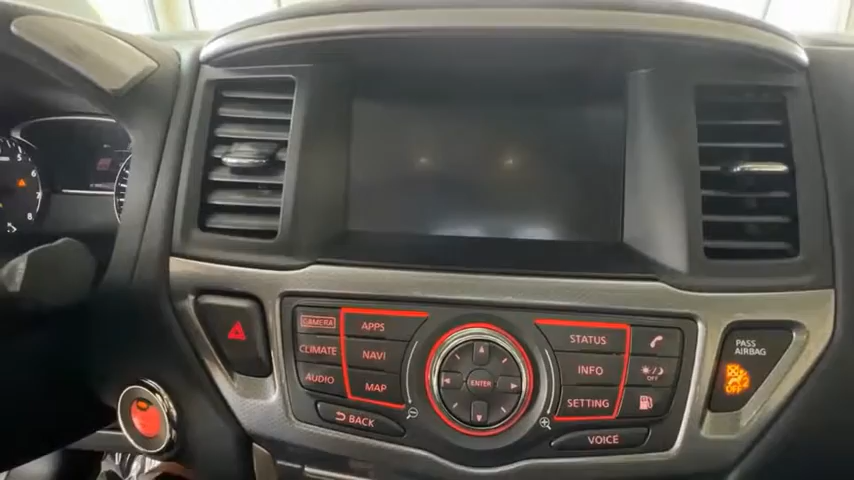 CAMERA
APPS
STATUS
CLIMATE
NAVI
INFO
AUDIO
MAP
SETTING
BACK
ENTER
VOICE
PASS
AIRBAG
OFF